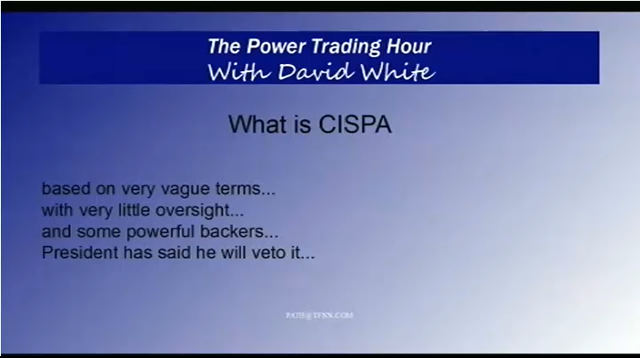 The Power Trading Hour
With David White
What is CISPA
based on very vague terms...
with very little oversight...
and some powerful backers...
President has said he will veto it...